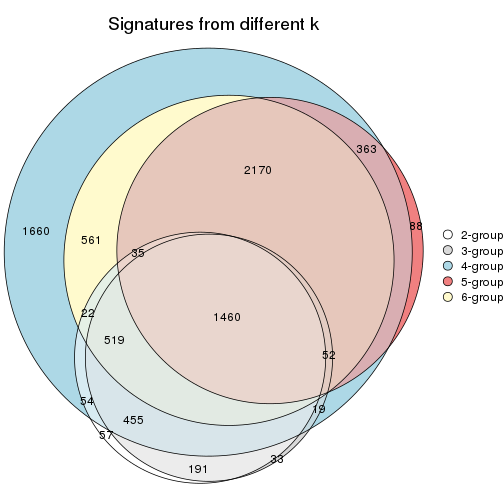 Signatures from different k
363
2170
88
1660
561
35
2-group
3-group
4-group
5-group
6-group
22
1460
519
52
54
19
455
57
33
191